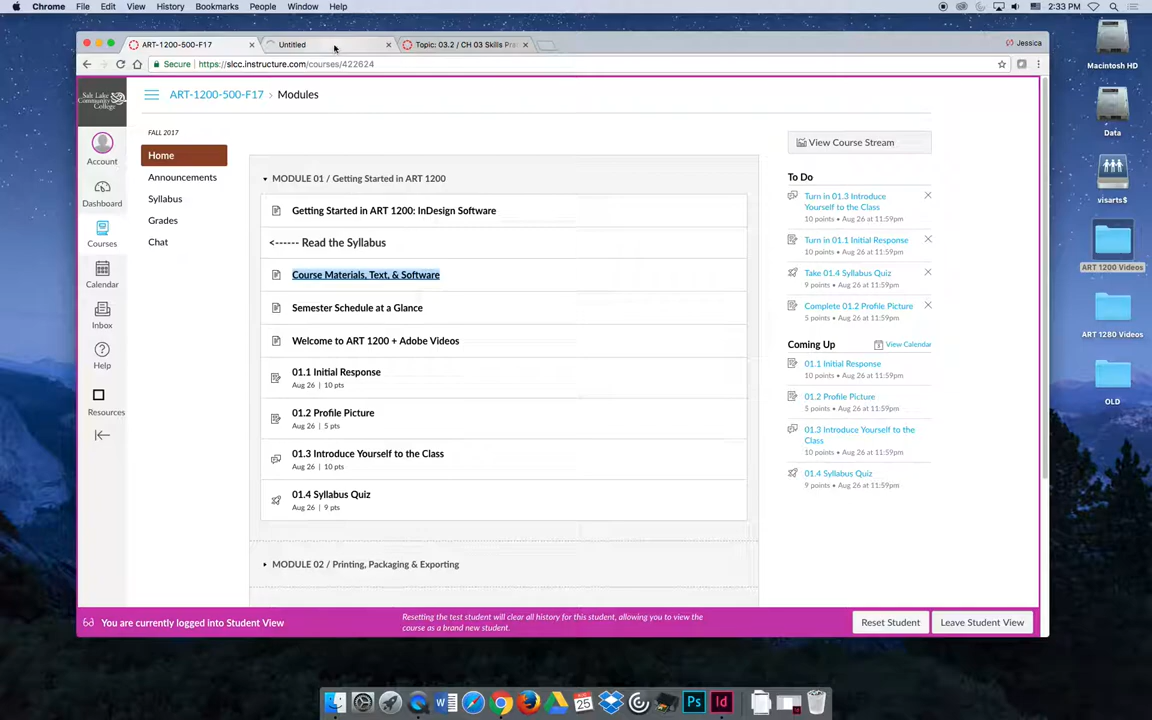 Chrome File Edit View History Bookmarks People Window Help 2:33 PM
ART-1200-500-F17 Untitled Topic: 03.2 / CH 03 Skills Pra Jessica
Secure https://slcc.instructure.com/courses/422624
Macintosh HD
Data
visarts$
ART 1200 Videos
ART 1280 Videos
OLD
Salt Lake
Community
College
Account
Dashboard
Courses
Calendar
Inbox
Help
Resources
ART-1200-500-F17 > Modules
FALL 2017
Home
Announcements
Syllabus
Grades
Chat
MODULE 01 / Getting Started in ART 1200
Getting Started in ART 1200: InDesign Software
<------ Read the Syllabus
Course Materials, Text, & Software
Semester Schedule at a Glance
Welcome to ART 1200 + Adobe Videos
01.1 Initial Response
Aug 26 | 10 pts
01.2 Profile Picture
Aug 26 | 5 pts
01.3 Introduce Yourself to the Class
Aug 26 | 10 pts
01.4 Syllabus Quiz
Aug 26 | 9 pts
MODULE 02 / Printing, Packaging & Exporting
View Course Stream
To Do
Turn in 01.3 Introduce
Yourself to the Class
10 points • Aug 26 at 11:59pm
Turn in 01.1 Initial Response
10 points • Aug 26 at 11:59pm
Take 01.4 Syllabus Quiz
9 points • Aug 26 at 11:59pm
Complete 01.2 Profile Picture
5 points • Aug 26 at 11:59pm
Coming Up View Calendar
01.1 Initial Response
10 points • Aug 26 at 11:59pm
01.2 Profile Picture
5 points • Aug 26 at 11:59pm
01.3 Introduce Yourself to the
Class
10 points • Aug 26 at 11:59pm
01.4 Syllabus Quiz
9 points • Aug 26 at 11:59pm
You are currently logged into Student View
Resetting the test student will clear all history for this student, allowing you to view the
course as a brand new student.
Reset Student Leave Student View
W 25 Ps Id